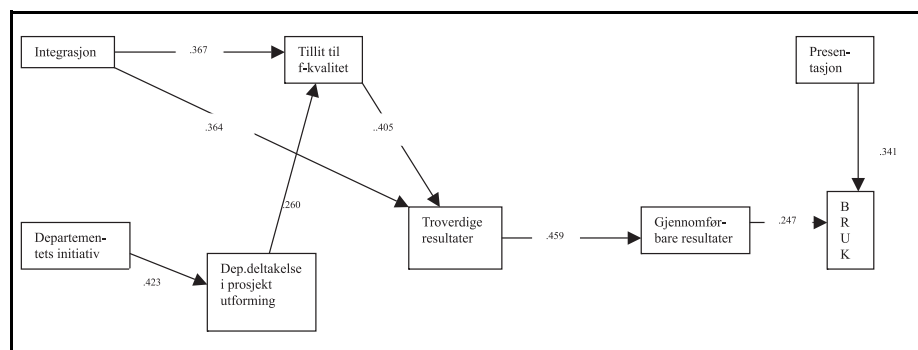 Integrasjon
.367
Tillit til
f-kvalitet
Presen-
tasjon
.364
..405
.341
.260
Troverdige
resultater
.459
Gjennomfør-
bare resultater
.247
B
R
U
K
Departemen-
tets initiativ
.423
Dep.deltakelse
i prosjekt
utforming